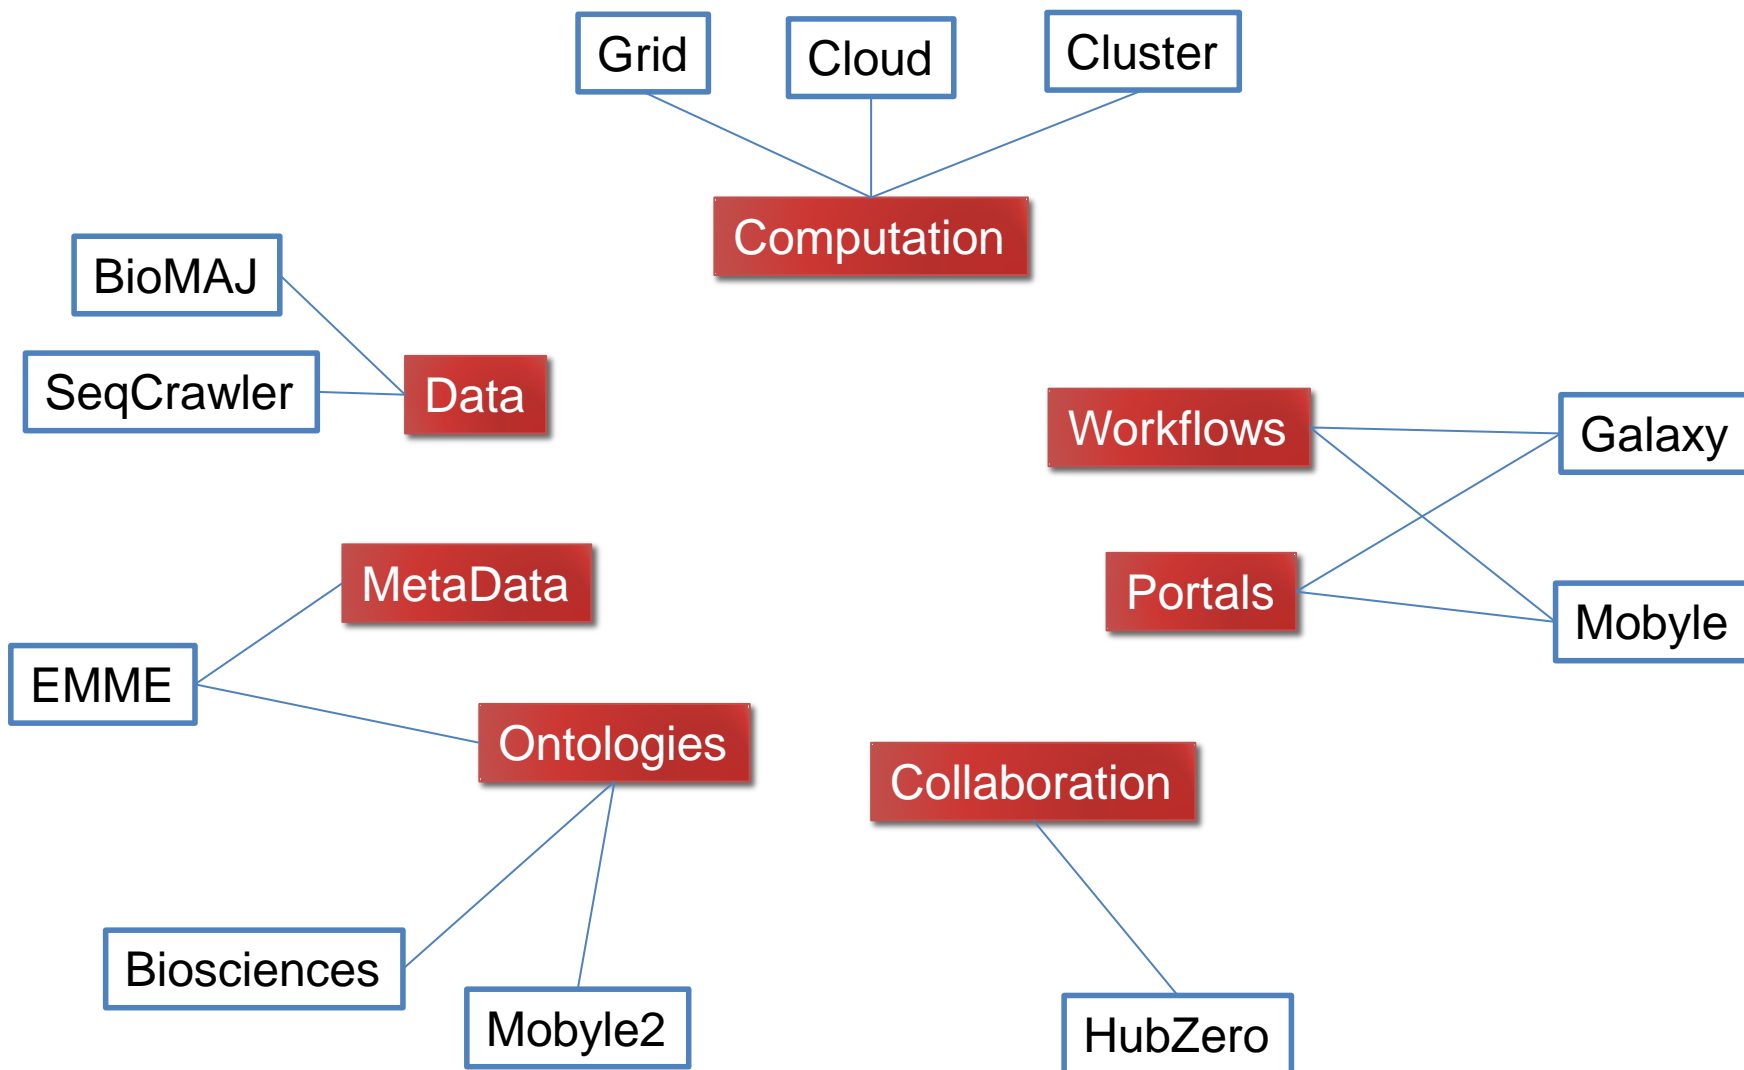 Grid
Cloud
Cluster
Computation
BioMAJ
SeqCrawler
Data
Workflows
Galaxy
MetaData
Portals
Mobyle
EMME
Ontologies
Collaboration
Biosciences
Mobyle2
HubZero